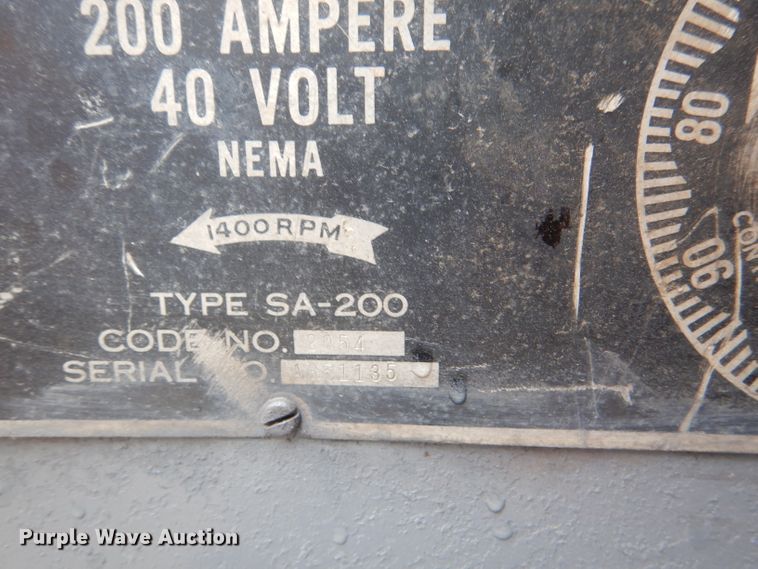 200 AMPERE
40 VOLT
NEMA
1400 RPM
TYPE SA-200
CODE NO.
SERIAL NO.
80
90
Purple Wave Auction